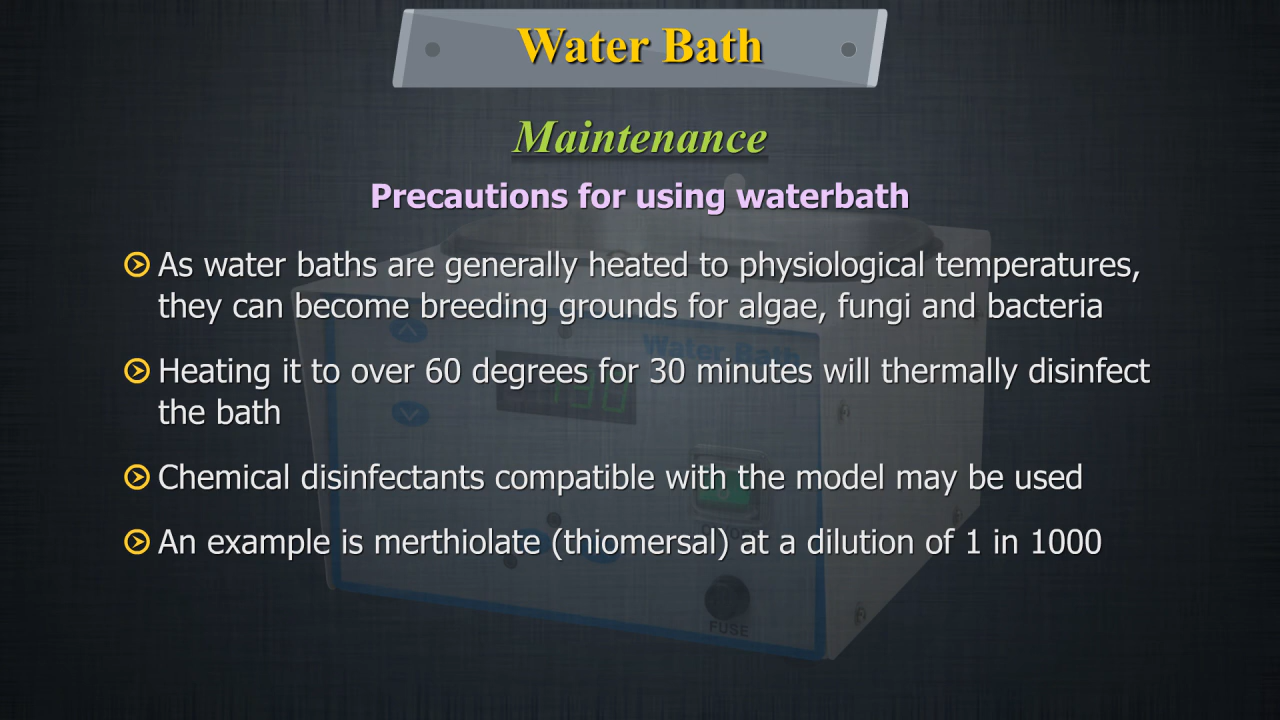 Water Bath
Maintenance
Precautions for using waterbath
As water baths are generally heated to physiological temperatures,
they can become breeding grounds for algae, fungi and bacteria
Water Bath
Heating it to over 60 degrees for 30 minutes will thermally disinfect
the bath
Chemical disinfectants compatible with the model may be used
An example is merthiolate (thiomersal) at a dilution of 1 in 1000
FUSE